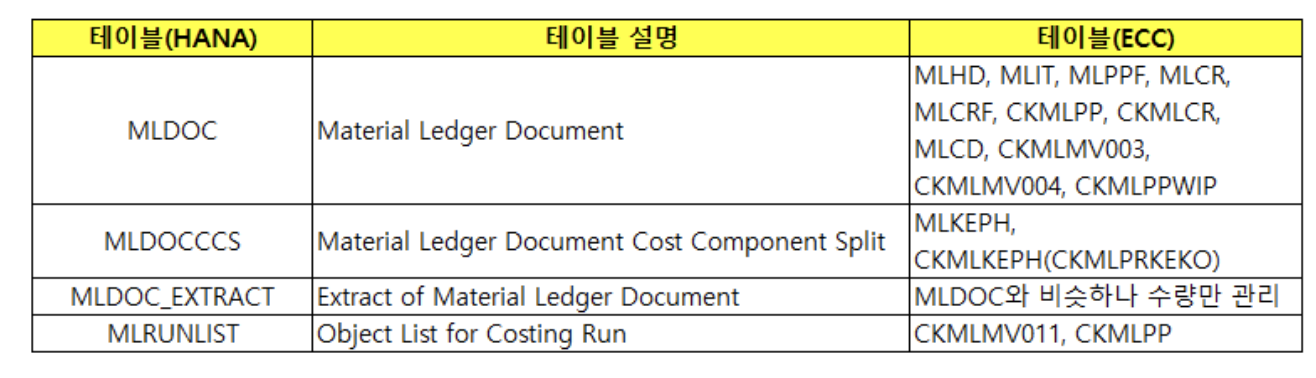 테이블(HANA) 테이블 설명 테이블(ECC)
MLDOC Material Ledger Document MLHD, MLIT, MLPPF, MLCR,
MLCRF, CKMLPP, CKMLCR,
MLCD, CKMLMV003,
CKMLMV004, CKMLPPWIP
MLDOCCCS Material Ledger Document Cost Component Split MLKEPH,
CKMLKEPH(CKMLPRKEKO)
MLDOC_EXTRACT Extract of Material Ledger Document MLDOC와 비슷하나 수량만 관리
MLRUNLIST Object List for Costing Run CKMLMV011, CKMLPP